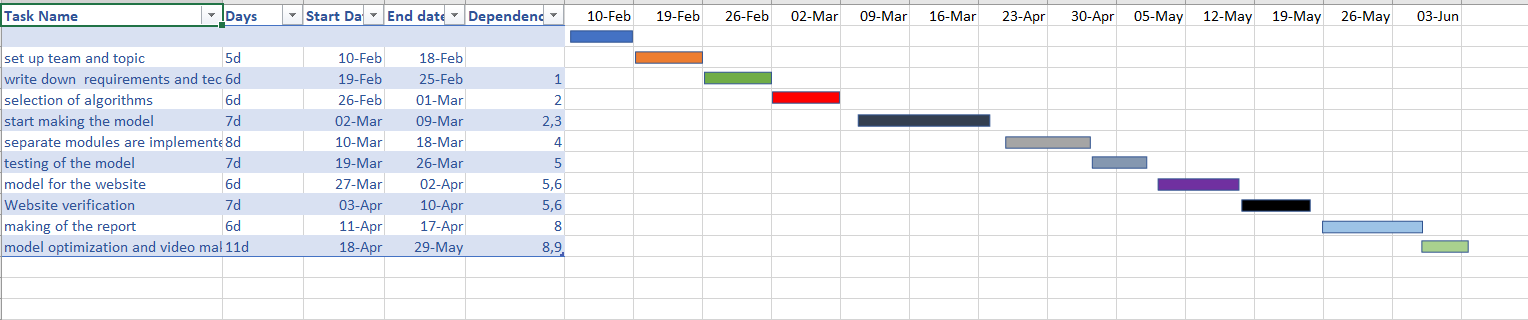 Task Name Days Start Da End date Dependenc 10-Feb 19-Feb 26-Feb 02-Mar 09-Mar 16-Mar 23-Apr 30-Apr 05-May 12-May 19-May 26-May 03-Jun
set up team and topic 5d 10-Feb 18-Feb
write down  requirements and tec 6d 19-Feb 25-Feb 1
selection of algorithms 6d 26-Feb 01-Mar 2
start making the model 7d 02-Mar 09-Mar 2,3
separate modules are implemente 8d 10-Mar 18-Mar 4
testing of the model 7d 19-Mar 26-Mar 5
model for the website 6d 27-Mar 02-Apr 5,6
Website verification 7d 03-Apr 10-Apr 5,6
making of the report 6d 11-Apr 17-Apr 8
model optimization and video mal 11d 18-Apr 29-May 8,9